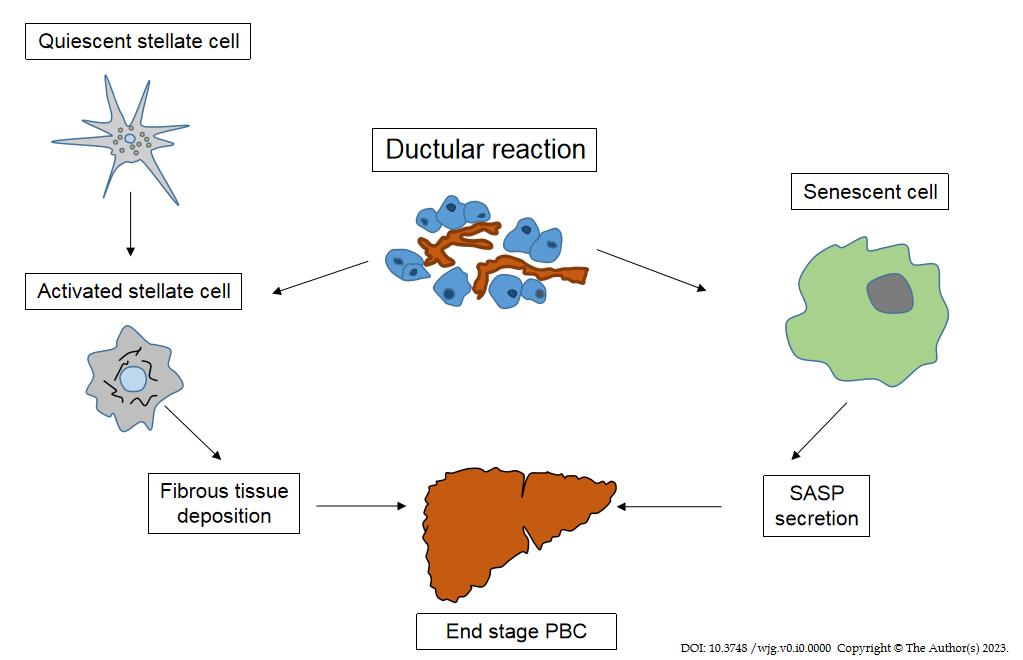 Quiescent stellate cell
Ductular reaction
Senescent cell
Activated stellate cell
Fibrous tissue
deposition
SASP
secretion
End stage PBC
DOI: 10.3748 /wjg.v0.i0.0000 Copyright © The Author(s) 2023.